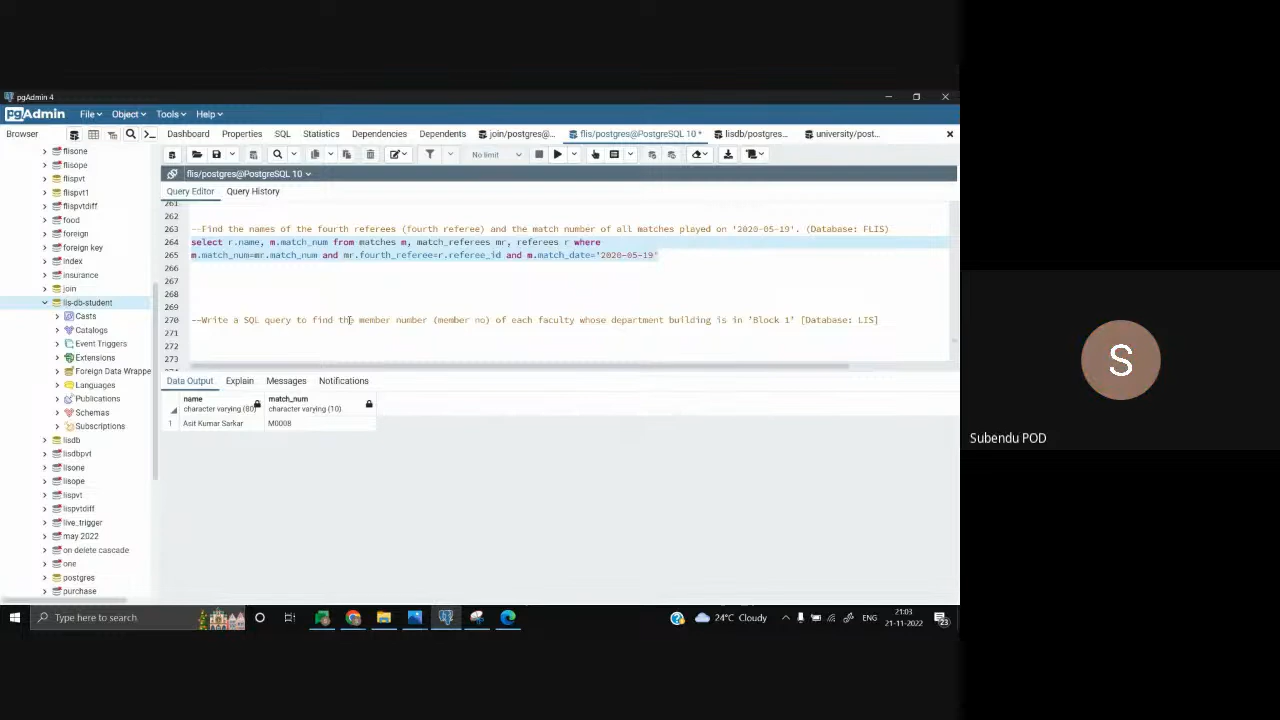 pgAdmin 4
pgAdmin File Object Tools Help
Browser Dashboard Properties SQL Statistics Dependencies Dependents join/postgres@... flis/postgres@PostgreSQL 10 * lisdb/postgres... university/post...
No limit
flis/postgres@PostgreSQL 10
Query Editor Query History
flisone
flisope
flispvt
flispvt1
flispvtdiff
food
foreign
foreign key
index
insurance
join
lis-db-student
Casts
Catalogs
Event Triggers
Extensions
Foreign Data Wrappe
Languages
Publications
Schemas
Subscriptions
lisdb
lisdbpvt
lisone
lisope
lispvt
lispvtdiff
live_trigger
may 2022
on delete cascade
one
postgres
purchase
261
262
263 --Find the names of the fourth referees (fourth referee) and the match number of all matches played on '2020-05-19'. (Database: FLIS)
264 select r.name, m.match_num from matches m, match_referees mr, referees r where
265 m.match_num=mr.match_num and mr.fourth_referee=r.referee_id and m.match_date='2020-05-19'
266
267
268
269
270 --Write a SQL query to find the member number (member no) of each faculty whose department building is in 'Block 1' [Database: LIS]
271
272
273
Data Output Explain Messages Notifications
name match_num
character varying (80) character varying (10)
1 Asit Kumar Sarkar M0008
S
Subendu POD
Type here to search 24°C Cloudy ENG 21:03
21-11-2022 23